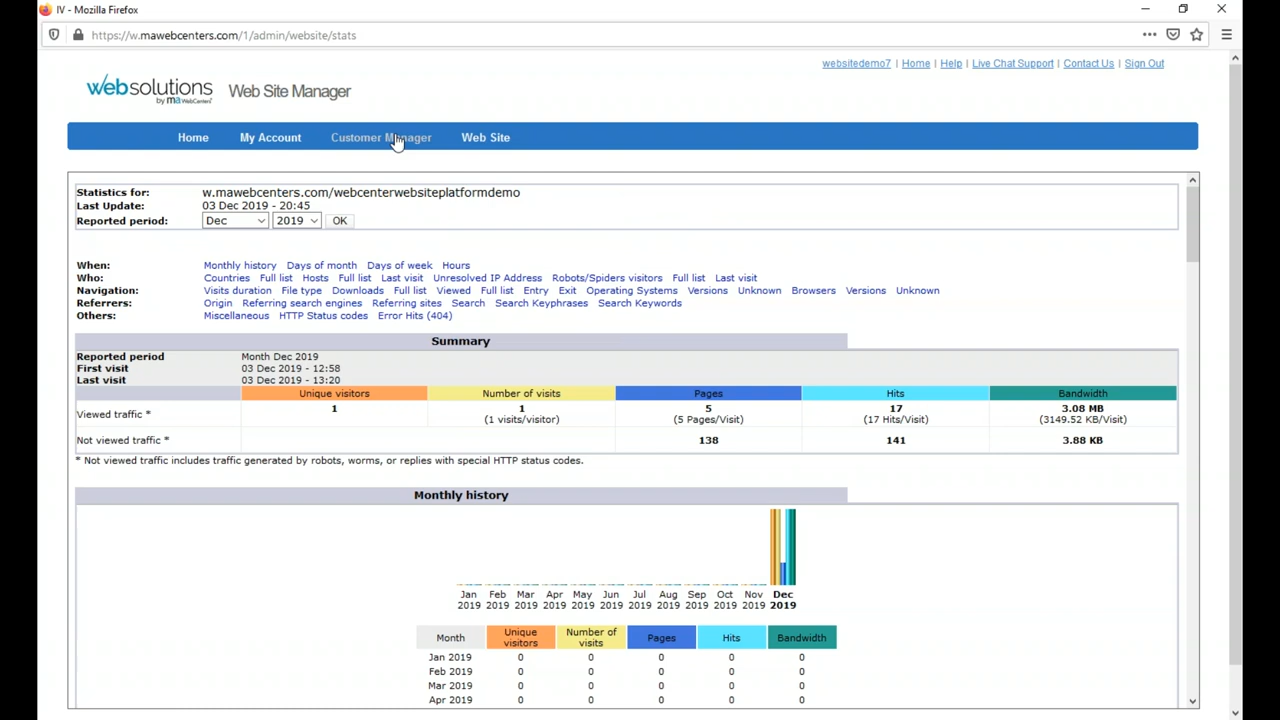 IV - Mozilla Firefox
https://w.mawebcenters.com/1/admin/website/stats
websitedemo7 | Home | Help | Live Chat Support | Contact Us | Sign Out
websolutions
by ma WebCenters
Web Site Manager
Home My Account Customer Manager Web Site
Statistics for: w.mawebcenters.com/webcenterwebsiteplatformdemo
Last Update: 03 Dec 2019 - 20:45
Reported period: Dec 2019 OK
When: Monthly history Days of month Days of week Hours
Who: Countries Full list Hosts Full list Last visit Unresolved IP Address Robots/Spiders visitors Full list Last visit
Navigation: Visits duration File type Downloads Full list Viewed Full list Entry Exit Operating Systems Versions Unknown Browsers Versions Unknown
Referrers: Origin Referring search engines Referring sites Search Search Keyphrases Search Keywords
Others: Miscellaneous HTTP Status codes Error Hits (404)
Summary
Reported period Month Dec 2019
First visit 03 Dec 2019 - 12:58
Last visit 03 Dec 2019 - 13:20
Unique visitors Number of visits Pages Hits Bandwidth
Viewed traffic * 1 1 5 17 3.08 MB
(1 visits/visitor) (5 Pages/Visit) (17 Hits/Visit) (3149.52 KB/Visit)
Not viewed traffic * 138 141 3.88 KB
* Not viewed traffic includes traffic generated by robots, worms, or replies with special HTTP status codes.
Monthly history
Jan Feb Mar Apr May Jun Jul Aug Sep Oct Nov Dec
2019 2019 2019 2019 2019 2019 2019 2019 2019 2019 2019 2019
Month Unique visitors Number of visits Pages Hits Bandwidth
Jan 2019 0 0 0 0 0
Feb 2019 0 0 0 0 0
Mar 2019 0 0 0 0 0
Apr 2019 0 0 0 0 0